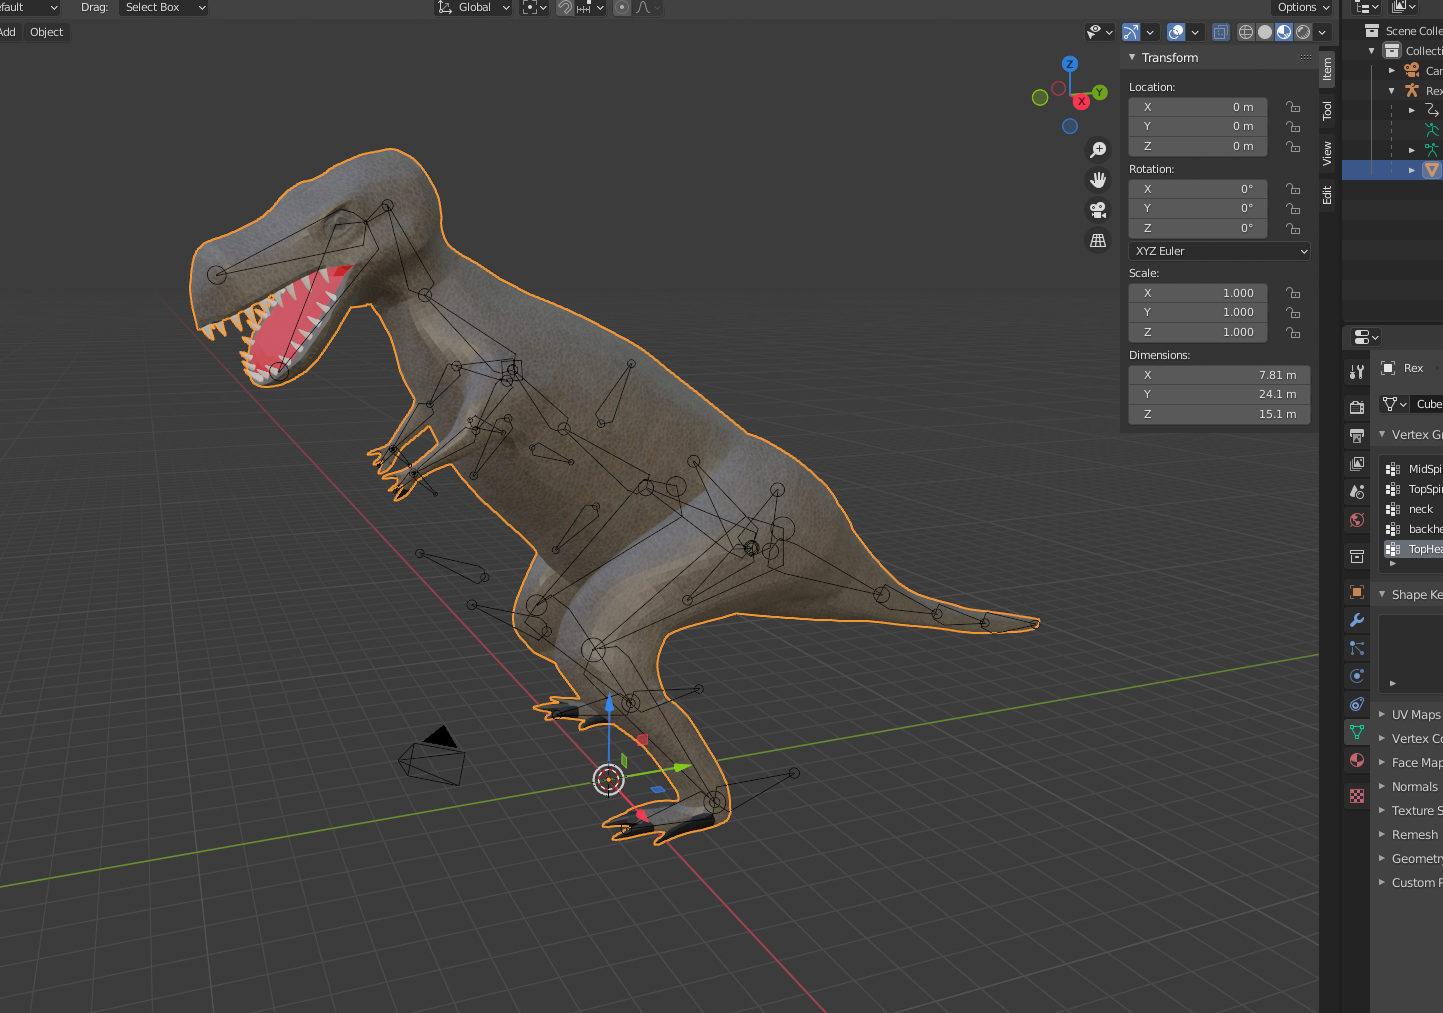 efault Drag: Select Box Global Options
Add Object
Scene Colle
Collecti
Car
Rex
Z
Y
X
Item
Tool
View
Edit
Transform
Location:
X 0 m
Y 0 m
Z 0 m
Rotation:
X 0°
Y 0°
Z 0°
XYZ Euler
Scale:
X 1.000
Y 1.000
Z 1.000
Dimensions:
X 7.81 m
Y 24.1 m
Z 15.1 m
Rex
Cube
Vertex Gr
MidSpi
TopSpi
neck
backhe
TopHea
Shape Ke
UV Maps
Vertex Co
Face Map
Normals
Texture S
Remesh
Geometry
Custom P